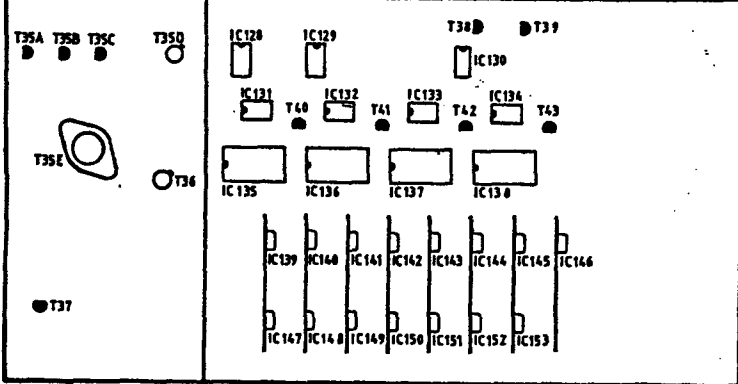 T38 T39
T35A T35B T35C T35D IC128 IC129
IC130
IC131 IC132 IC133 IC134
T40 T41 T42 T43
T35E
T36
IC135 IC136 IC137 IC138
IC139 IC140 IC141 IC142 IC143 IC144 IC145 IC146
T37
IC147 IC148 IC149 IC150 IC151 IC152 IC153